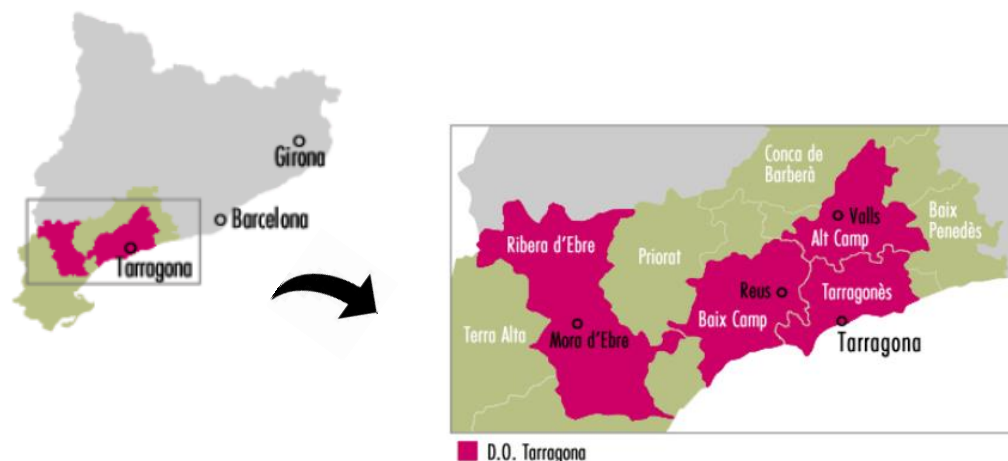 Girona
Barcelona
Tarragona
Conca de
Barberà
Valls
Baix
Penedès
Ribera d'Ebre
Alt Camp
Priorat
Reus
Tarragonès
Baix Camp
Terra Alta
Mora d'Ebre
Tarragona
D.O. Tarragona